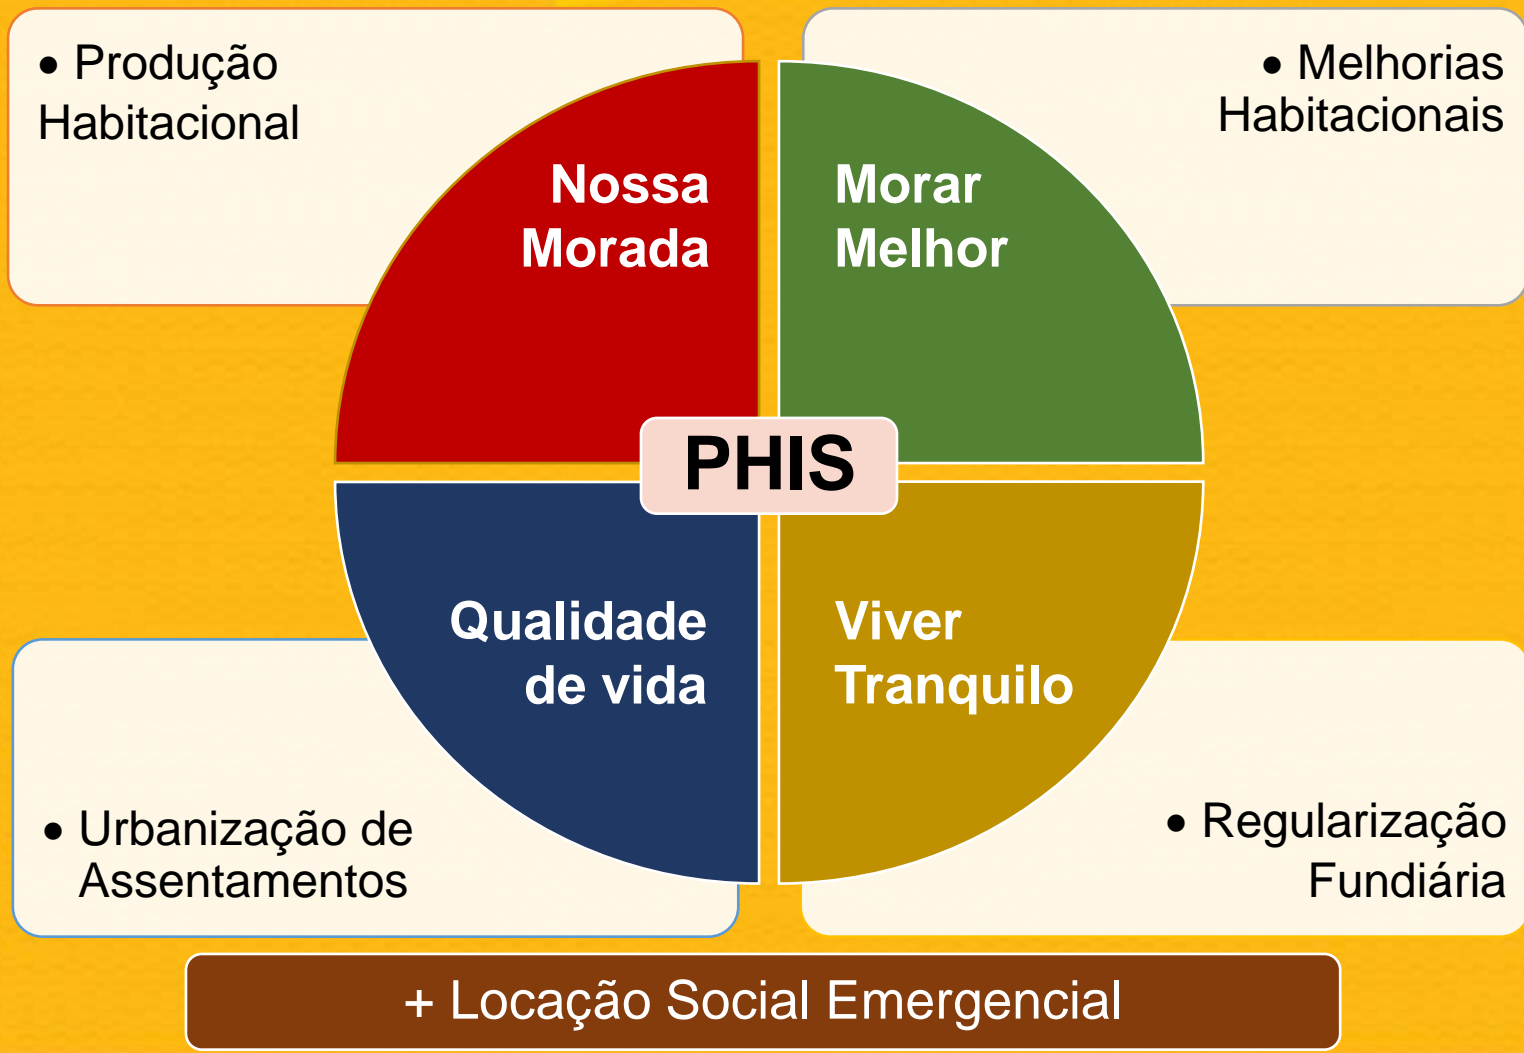 • Produção
Habitacional
• Melhorias
Habitacionais
Nossa
Morada
Morar
Melhor
PHIS
Qualidade
de vida
Viver
Tranquilo
• Urbanização de
Assentamentos
• Regularização
Fundiária
+ Locação Social Emergencial